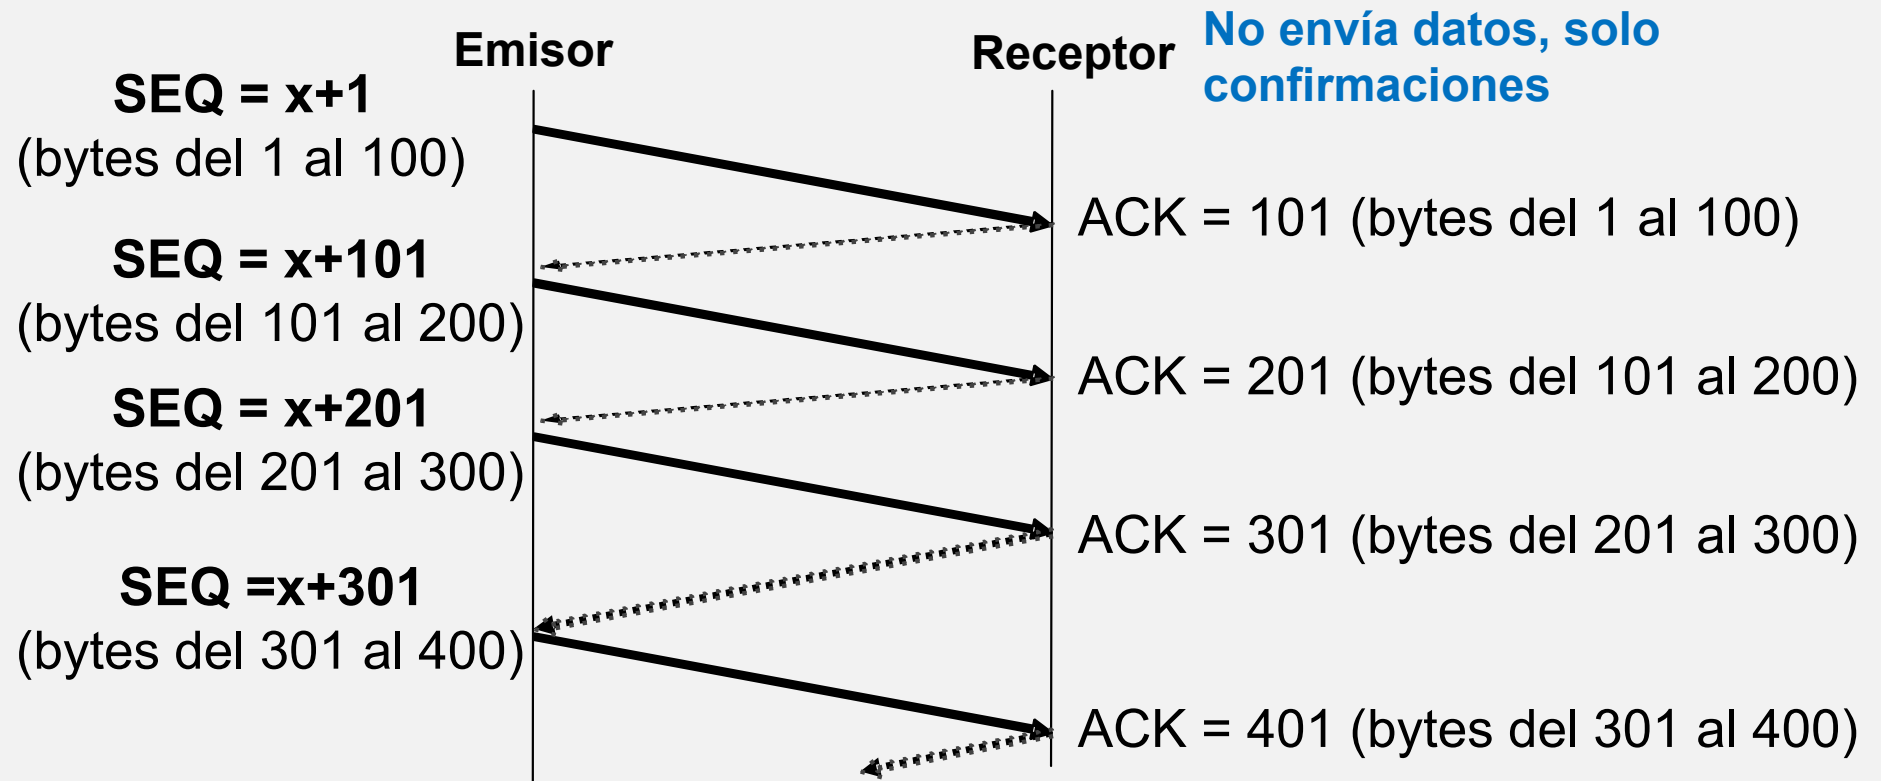 Emisor
Receptor
No envía datos, solo
confirmaciones
SEQ = x+1
(bytes del 1 al 100)
ACK = 101 (bytes del 1 al 100)
SEQ = x+101
(bytes del 101 al 200)
ACK = 201 (bytes del 101 al 200)
SEQ = x+201
(bytes del 201 al 300)
ACK = 301 (bytes del 201 al 300)
SEQ =x+301
(bytes del 301 al 400)
ACK = 401 (bytes del 301 al 400)